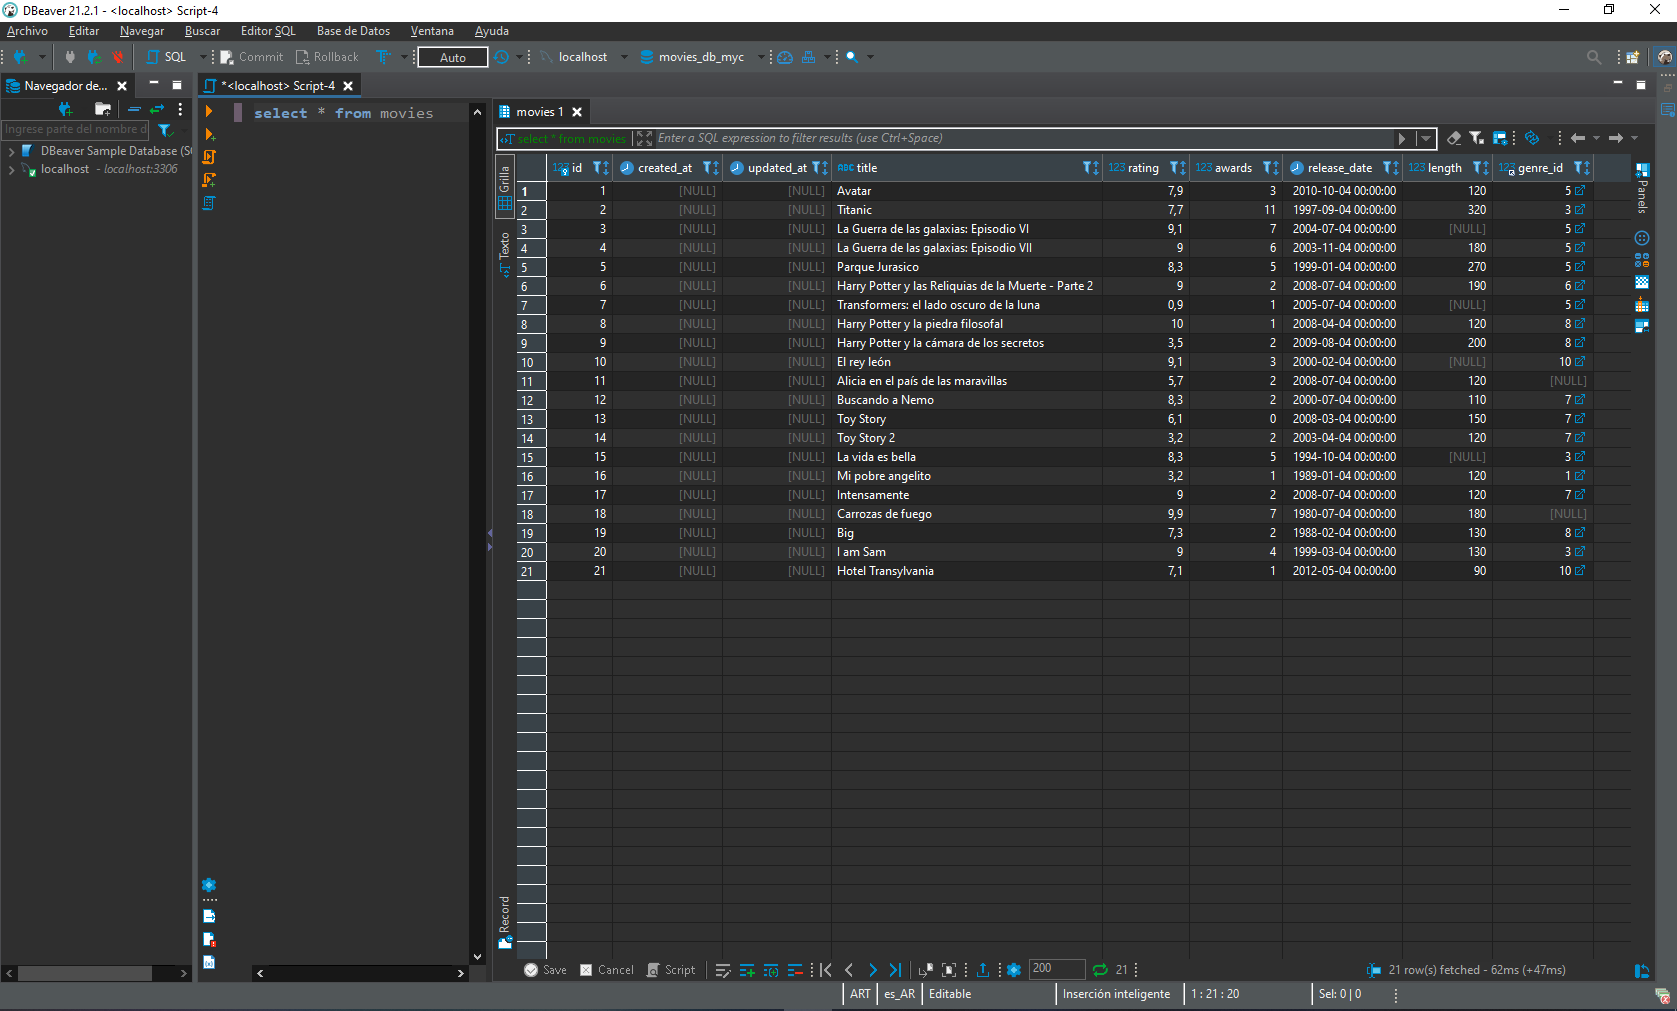 DBeaver 21.2.1 - <localhost> Script-4
Archivo Editar Navegar Buscar Editor SQL Base de Datos Ventana Ayuda
SQL Commit Rollback Auto localhost movies_db_myc
Navegador de...
*<localhost> Script-4
Ingrese parte del nombre d
DBeaver Sample Database (S
localhost - localhost:3306
select * from movies
movies 1
select * from movies Enter a SQL expression to filter results (use Ctrl+Space)
Grilla
Texto
Record
Panels
123 id created_at updated_at ABC title 123 rating 123 awards release_date 123 length 123 genre_id
1 1 [NULL] [NULL] Avatar 7,9 3 2010-10-04 00:00:00 120 5
2 2 [NULL] [NULL] Titanic 7,7 11 1997-09-04 00:00:00 320 3
3 3 [NULL] [NULL] La Guerra de las galaxias: Episodio VI 9,1 7 2004-07-04 00:00:00 [NULL] 5
4 4 [NULL] [NULL] La Guerra de las galaxias: Episodio VII 9 6 2003-11-04 00:00:00 180 5
5 5 [NULL] [NULL] Parque Jurasico 8,3 5 1999-01-04 00:00:00 270 5
6 6 [NULL] [NULL] Harry Potter y las Reliquias de la Muerte - Parte 2 9 2 2008-07-04 00:00:00 190 6
7 7 [NULL] [NULL] Transformers: el lado oscuro de la luna 0,9 1 2005-07-04 00:00:00 [NULL] 5
8 8 [NULL] [NULL] Harry Potter y la piedra filosofal 10 1 2008-04-04 00:00:00 120 8
9 9 [NULL] [NULL] Harry Potter y la cámara de los secretos 3,5 2 2009-08-04 00:00:00 200 8
10 10 [NULL] [NULL] El rey león 9,1 3 2000-02-04 00:00:00 [NULL] 10
11 11 [NULL] [NULL] Alicia en el país de las maravillas 5,7 2 2008-07-04 00:00:00 120 [NULL]
12 12 [NULL] [NULL] Buscando a Nemo 8,3 2 2000-07-04 00:00:00 110 7
13 13 [NULL] [NULL] Toy Story 6,1 0 2008-03-04 00:00:00 150 7
14 14 [NULL] [NULL] Toy Story 2 3,2 2 2003-04-04 00:00:00 120 7
15 15 [NULL] [NULL] La vida es bella 8,3 5 1994-10-04 00:00:00 [NULL] 3
16 16 [NULL] [NULL] Mi pobre angelito 3,2 1 1989-01-04 00:00:00 120 1
17 17 [NULL] [NULL] Intensamente 9 2 2008-07-04 00:00:00 120 7
18 18 [NULL] [NULL] Carrozas de fuego 9,9 7 1980-07-04 00:00:00 180 [NULL]
19 19 [NULL] [NULL] Big 7,3 2 1988-02-04 00:00:00 130 8
20 20 [NULL] [NULL] I am Sam 9 4 1999-03-04 00:00:00 130 3
21 21 [NULL] [NULL] Hotel Transylvania 7,1 1 2012-05-04 00:00:00 90 10
Save Cancel Script 200 21 21 row(s) fetched - 62ms (+47ms)
ART es_AR Editable Inserción inteligente 1 : 21 : 20 Sel: 0 | 0